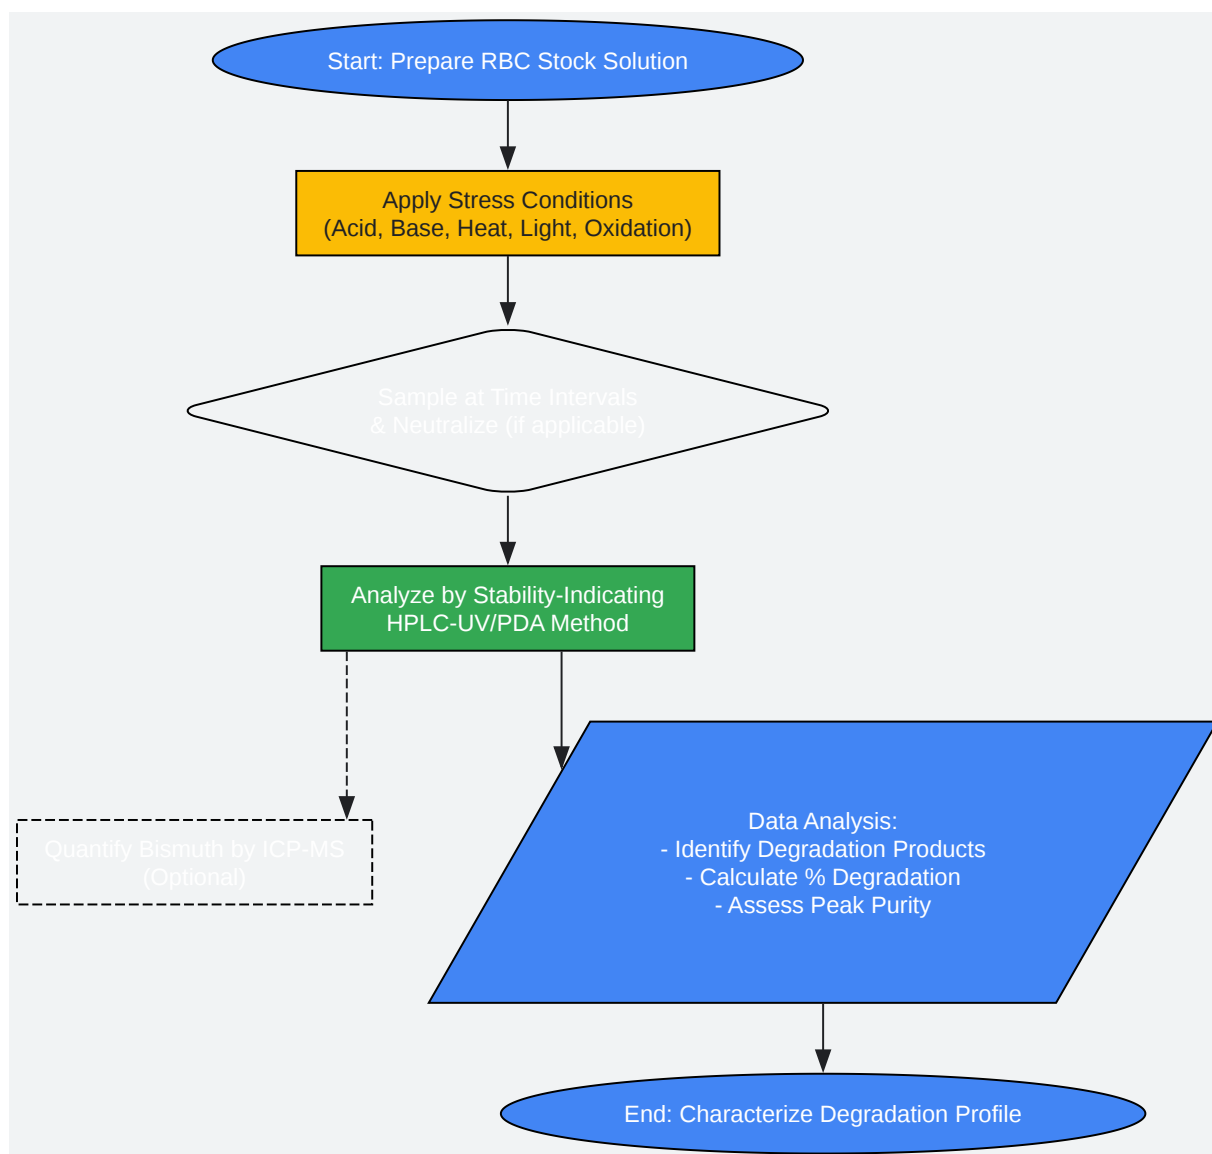 Start: Prepare RBC Stock Solution
Apply Stress Conditions
(Acid, Base, Heat, Light, Oxidation)
Sample at Time Intervals
& Neutralize (if applicable)
Analyze by Stability-Indicating
HPLC-UV/PDA Method
Quantify Bismuth by ICP-MS
(Optional)
Data Analysis:
- Identify Degradation Products
- Calculate % Degradation
- Assess Peak Purity
End: Characterize Degradation Profile